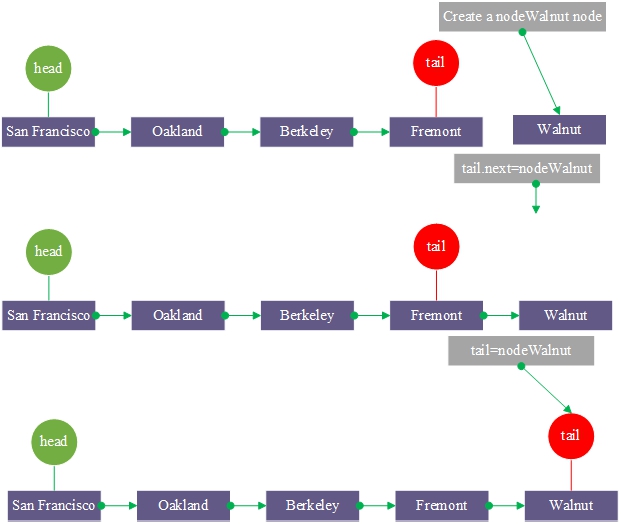 Create a nodeWalnut node
head
tail
San Francisco
Oakland
Berkeley
Fremont
Walnut
tail.next=nodeWalnut
head
tail
San Francisco
Oakland
Berkeley
Fremont
Walnut
tail=nodeWalnut
head
tail
San Francisco
Oakland
Berkeley
Fremont
Walnut